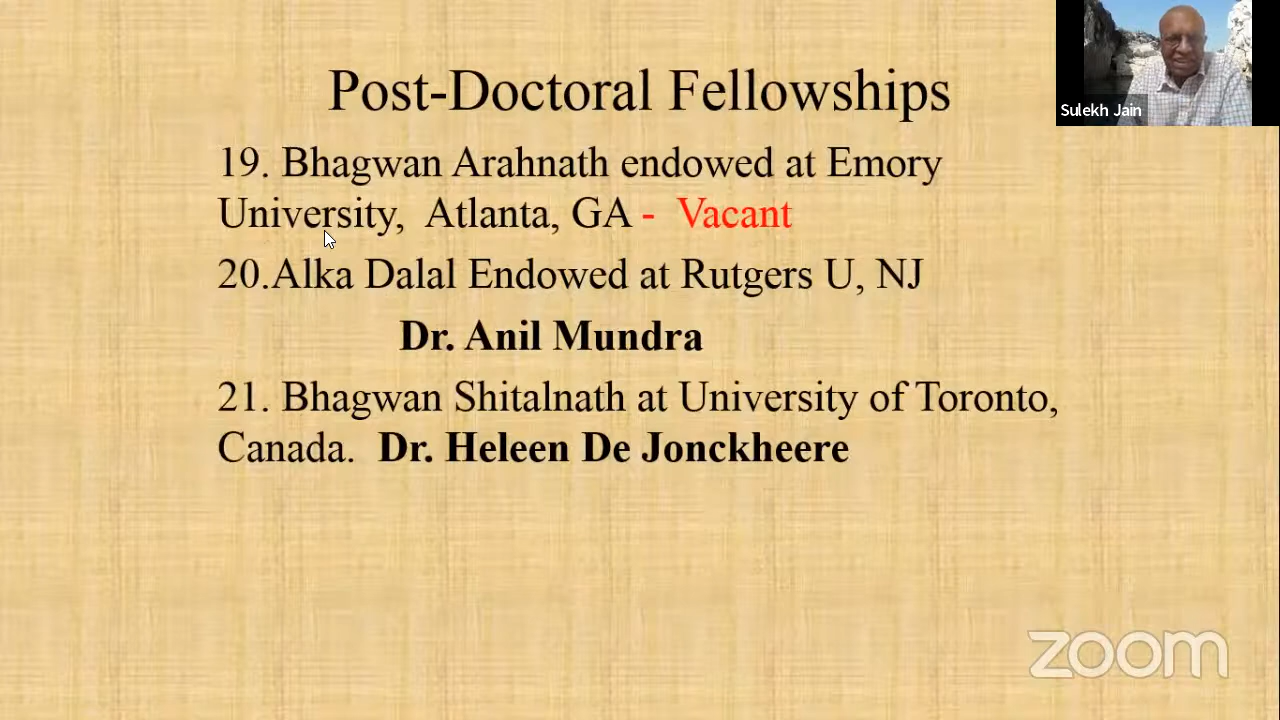 Post-Doctoral Fellowships
Sulekh Jain
19. Bhagwan Arahnath endowed at Emory
University, Atlanta, GA - Vacant
20.Alka Dalal Endowed at Rutgers U, NJ
Dr. Anil Mundra
21. Bhagwan Shitalnath at University of Toronto,
Canada. Dr. Heleen De Jonckheere
zoom